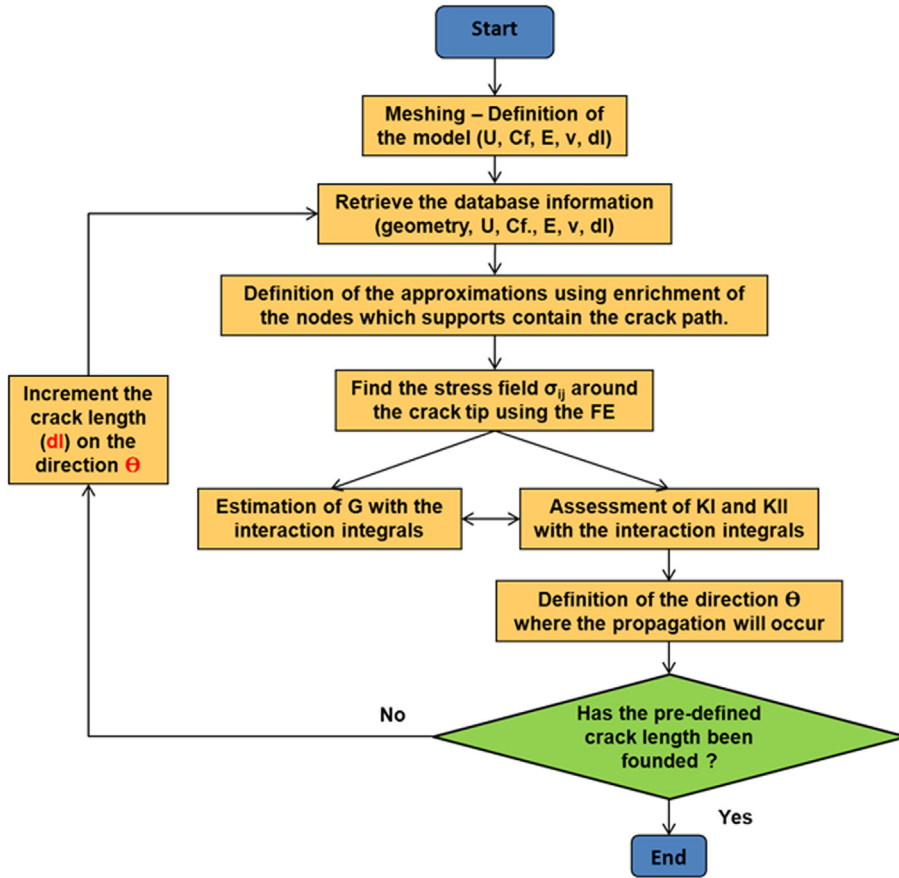 Start
Meshing – Definition of
the model (U, Cf, E, ν, dl)
Retrieve the database information
(geometry, U, Cf., E, ν, dl)
Definition of the approximations using enrichment of
the nodes which supports contain the crack path.
Find the stress field σij around
the crack tip using the FE
Increment the
crack length
(dl) on the
direction Θ
Estimation of G with the
interaction integrals
Assessment of KI and KII
with the interaction integrals
Definition of the direction Θ
where the propagation will occur
Has the pre-defined
crack length been
founded ?
No
Yes
End